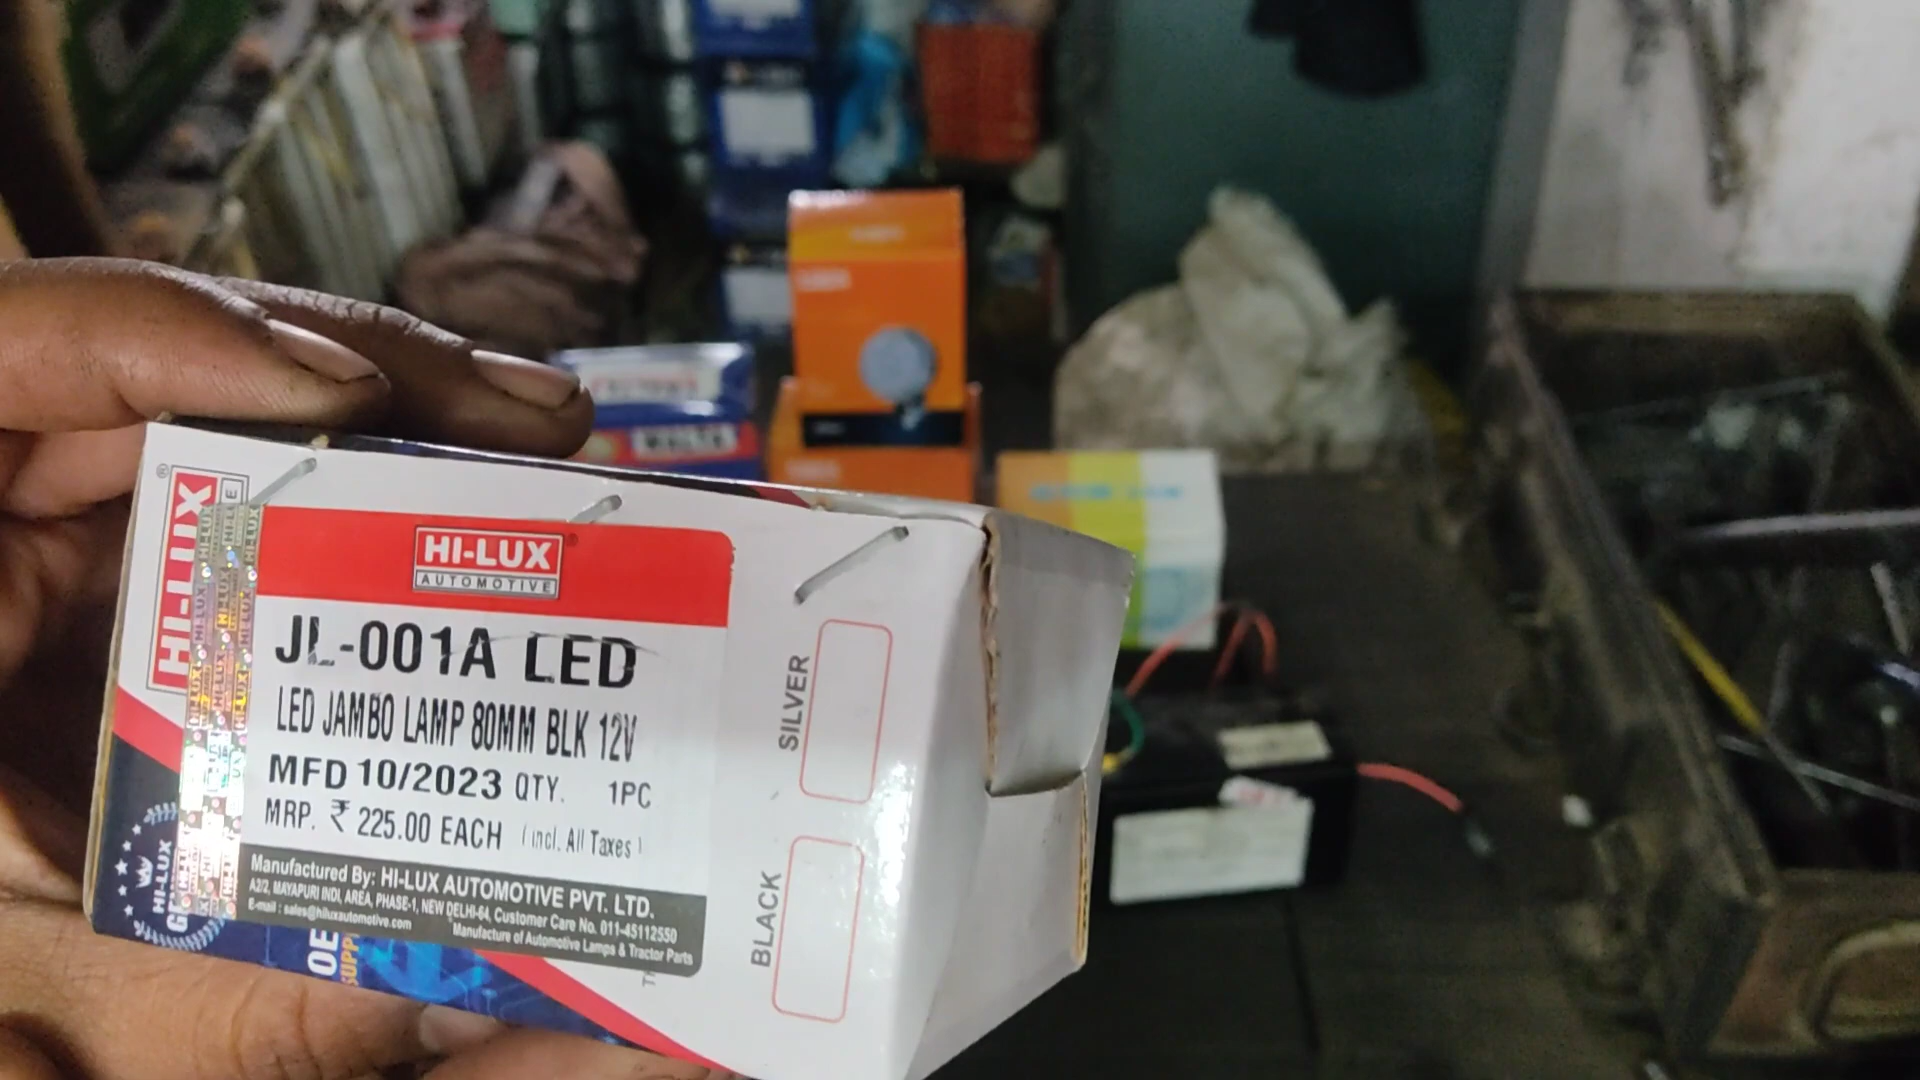 HI-LUX
HI-LUX
AUTOMOTIVE
JL-001A LED
LED JAMBO LAMP 80MM BLK 12V
MFD 10/2023 QTY. 1PC
MRP. ₹ 225.00 EACH (incl. All Taxes)
Manufactured By: HI-LUX AUTOMOTIVE PVT. LTD.
A2/2, MAYAPURI INDL AREA, PHASE-1, NEW DELHI-64, Customer Care No. 011-45112550
E-mail : sales@hiluxautomotive.com
Manufacture of Automotive Lamps & Tractor Parts
SILVER
BLACK
HI-LUX
OE
SUPP